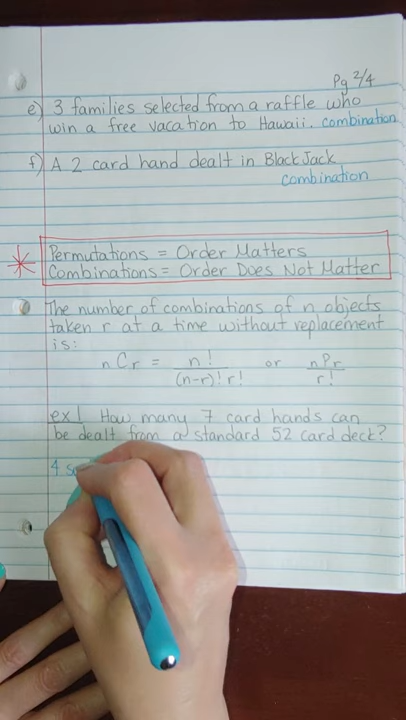 Pg 2/4
e) 3 families selected from a raffle who
win a free vacation to Hawaii. combination
f) A 2 card hand dealt in BlackJack
combination
* Permutations = Order Matters
Combinations = Order Does Not Matter
The number of combinations of n objects
taken r at a time without replacement
is:
nCr = n!/(n-r)!r! or nPr/r!
ex1 How many 7 card hands can
be dealt from a standard 52 card deck?
4